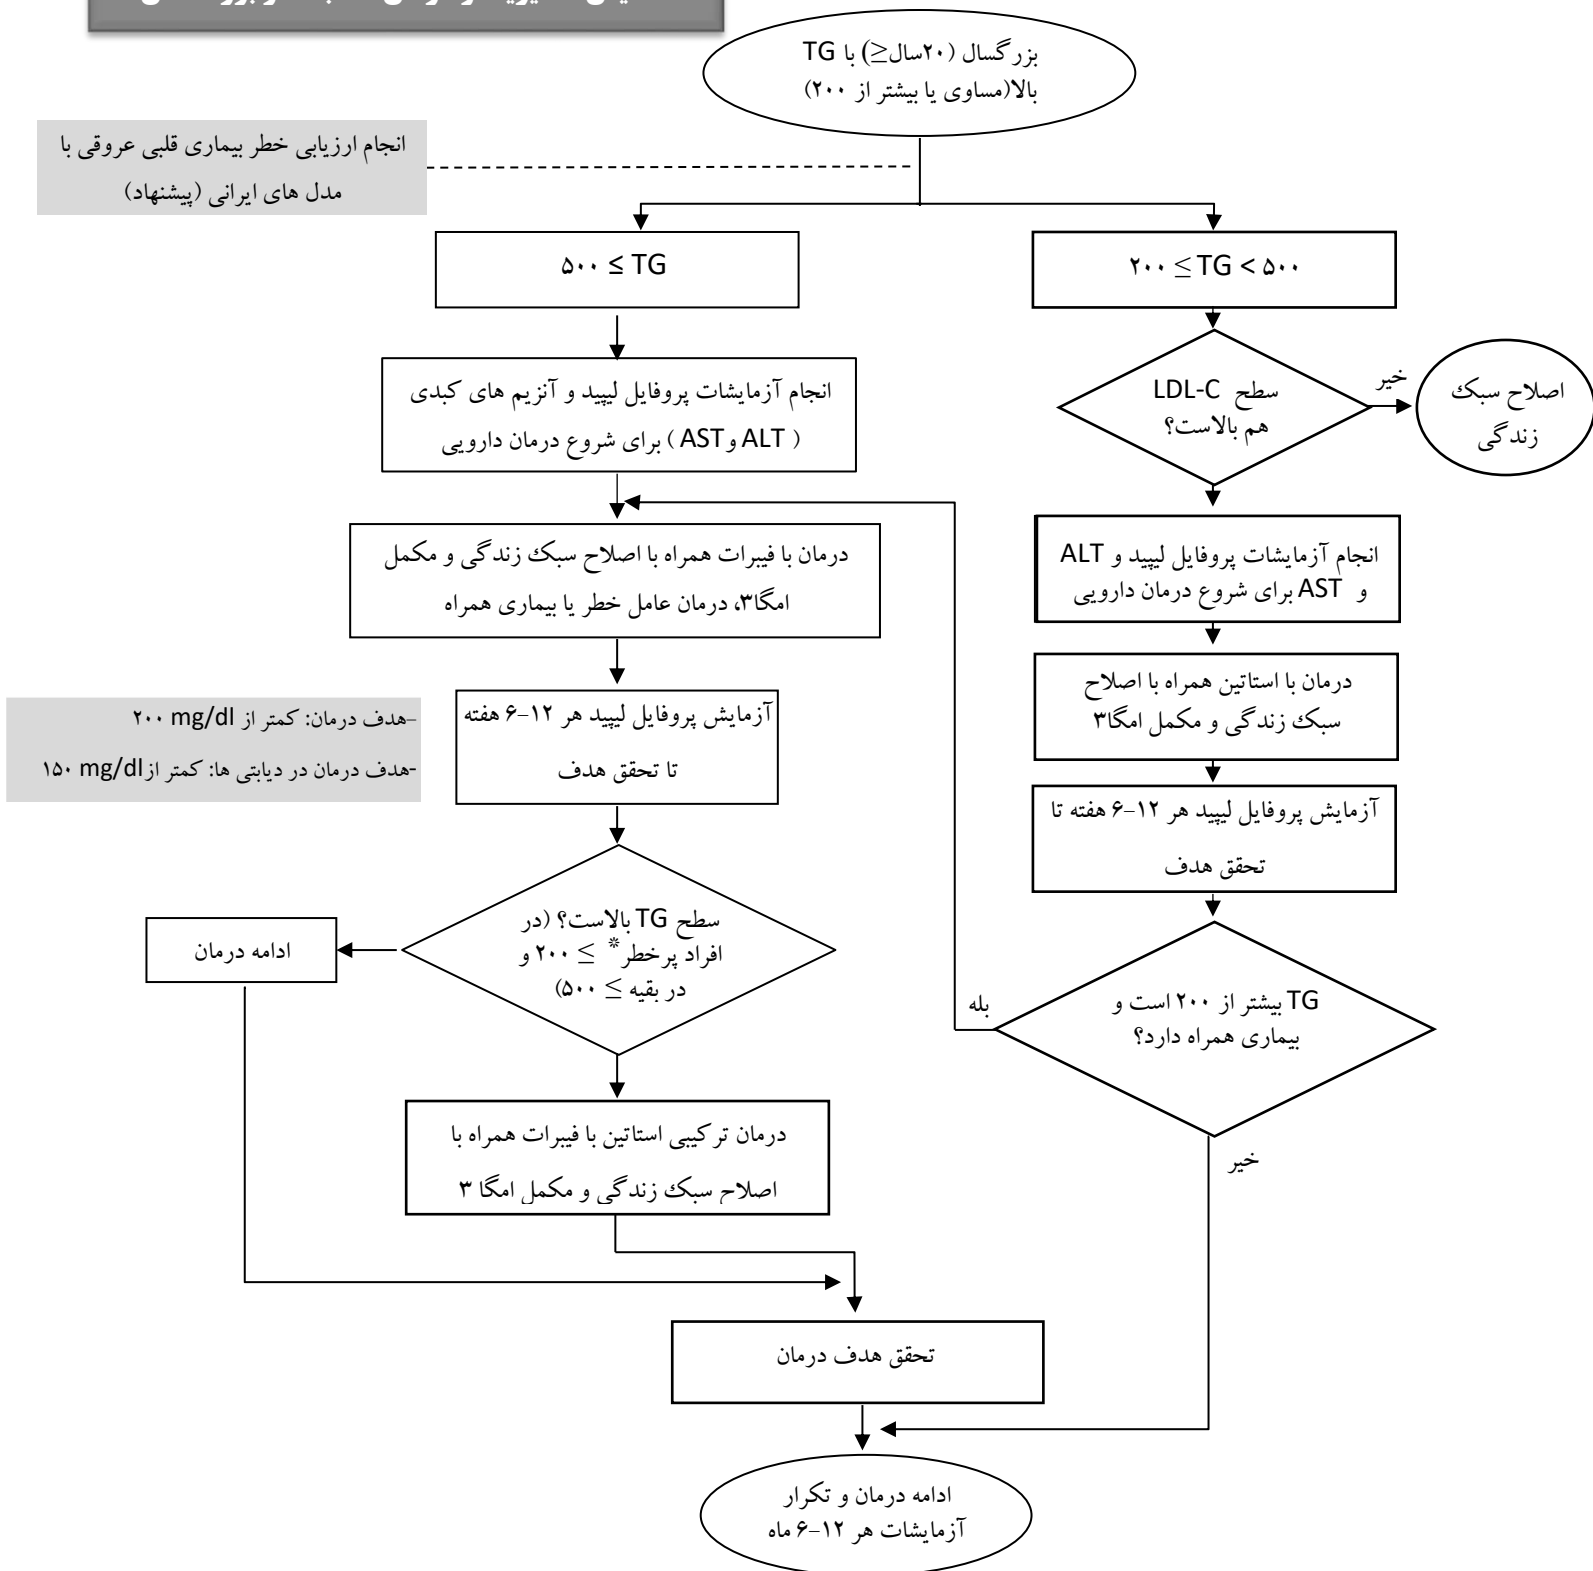 بزرگسال (۲۰سال≤) با TG
بالا(مساوی یا بیشتر از ۲۰۰)
انجام ارزیابی خطر بیماری قلبی عروقی با
مدل های ایرانی (پیشنهاد)
۲۰۰ ≤ TG < ۵۰۰
۵۰۰ ≤ TG
سطح LDL-C
هم بالاست؟
خیر
اصلاح سبک
زندگی
انجام آزمایشات پروفایل لیپید و آنزیم های کبدی
( ALT و AST ) برای شروع درمان دارویی
انجام آزمایشات پروفایل لیپید و ALT
و AST برای شروع درمان دارویی
درمان با فیبرات همراه با اصلاح سبک زندگی و مکمل
امگا۳، درمان عامل خطر یا بیماری همراه
درمان با استاتین همراه با اصلاح
سبک زندگی و مکمل امگا۳
آزمایش پروفایل لیپید هر ۱۲-۶ هفته
تا تحقق هدف
-هدف درمان: کمتر از ۲۰۰ mg/dl
-هدف درمان در دیابتی ها: کمتر از ۱۵۰ mg/dl
آزمایش پروفایل لیپید هر ۱۲-۶ هفته تا
تحقق هدف
سطح TG بالاست؟ (در
افراد پرخطر* ≥ ۲۰۰ و
در بقیه ≥ ۵۰۰)
ادامه درمان
TG بیشتر از ۲۰۰ است و
بیماری همراه دارد؟
بله
خیر
درمان ترکیبی استاتین با فیبرات همراه با
اصلاح سبک زندگی و مکمل امگا ۳
تحقق هدف درمان
ادامه درمان و تکرار
آزمایشات هر ۱۲-۶ ماه